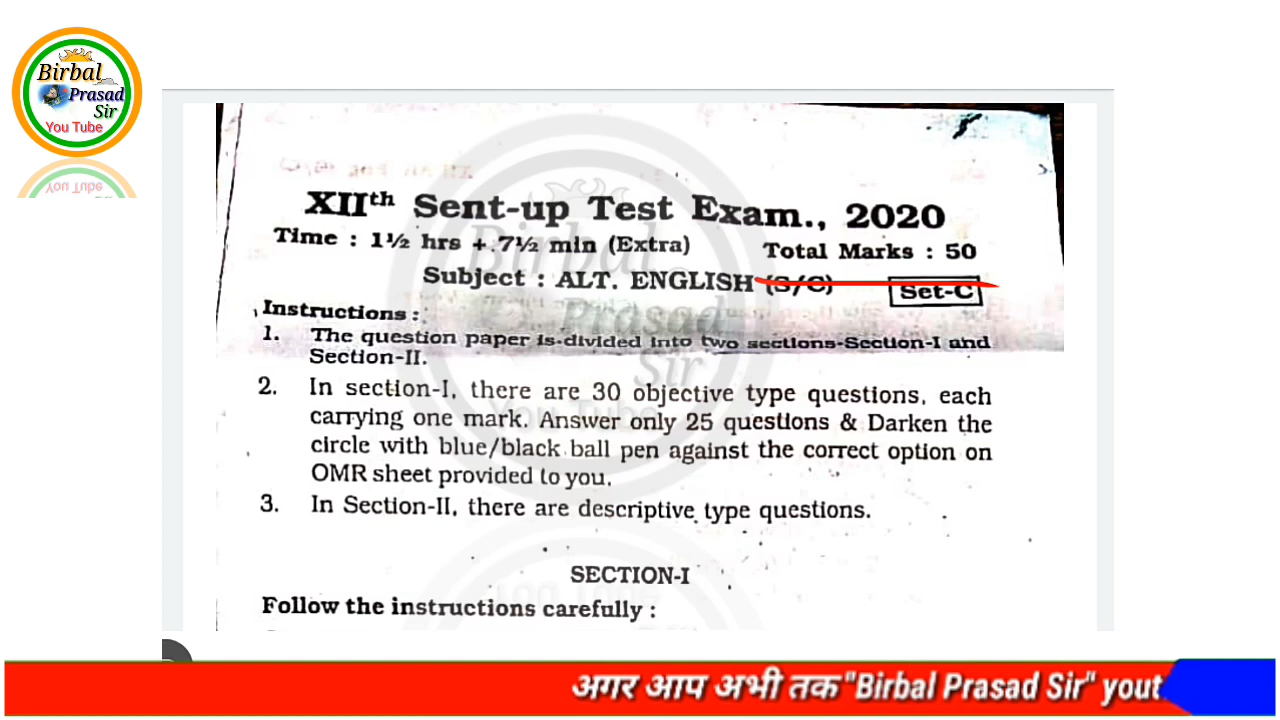 Birbal
Prasad
Sir
You Tube
XIIth Sent-up Test Exam., 2020
Time : 1½ hrs + 7½ min (Extra)
Total Marks : 50
Subject : ALT. ENGLISH (S/C)
Set-C
Instructions :
1. The question paper is divided into two sections-Section-I and
Section-II.
2. In section-I, there are 30 objective type questions, each
carrying one mark. Answer only 25 questions & Darken the
circle with blue/black ball pen against the correct option on
OMR sheet provided to you.
3. In Section-II, there are descriptive type questions.
SECTION-I
Follow the instructions carefully :
अगर आप अभी तक "Birbal Prasad Sir" yout